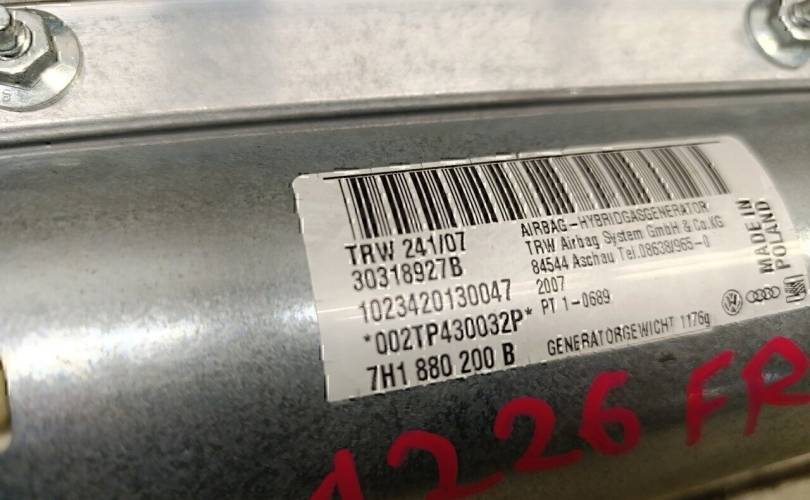 TRW 241/07
30318927B
1023420130047
*002TP430032P*
7H1 880 200 B
AIRBAG-HYBRIDGASGENERATOR
TRW Airbag System GmbH & Co.KG
84544 Aschau Tel.08638/965-0
2007
PT 1-0689
GENERATORGEWICHT 1176g
MADE IN
POLAND
1226 FR